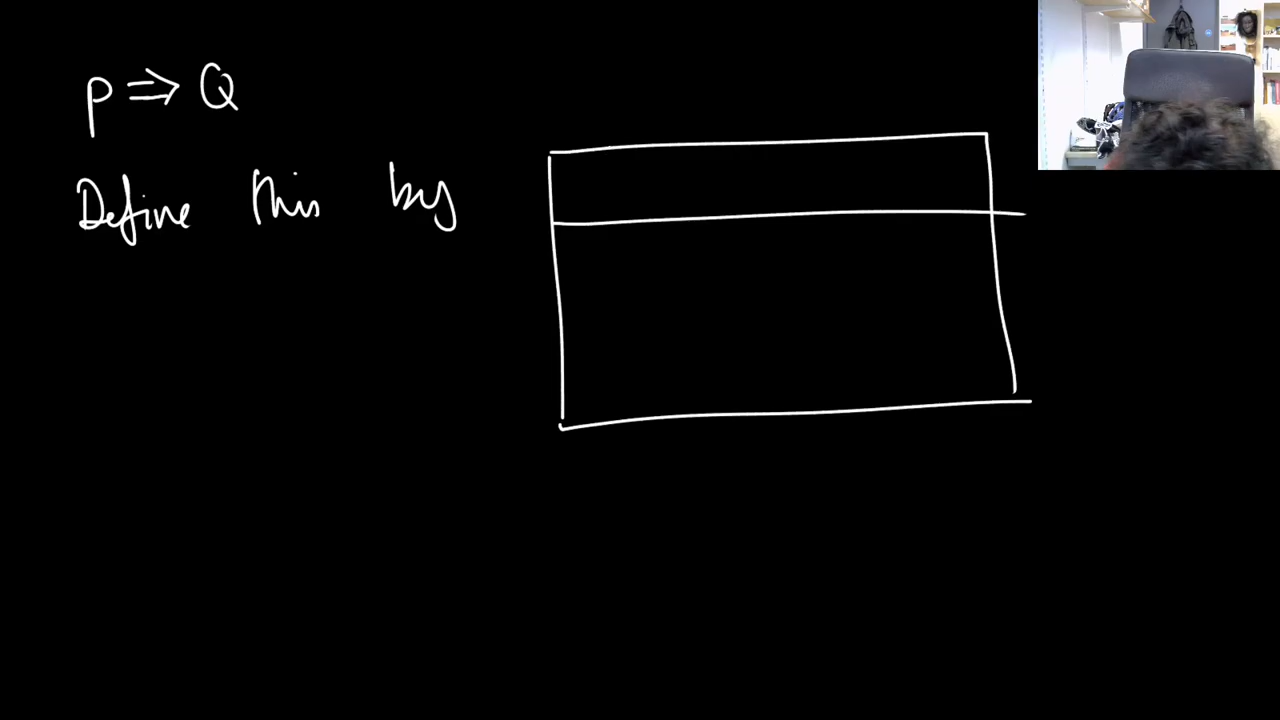 P ⇒ Q
Define this by